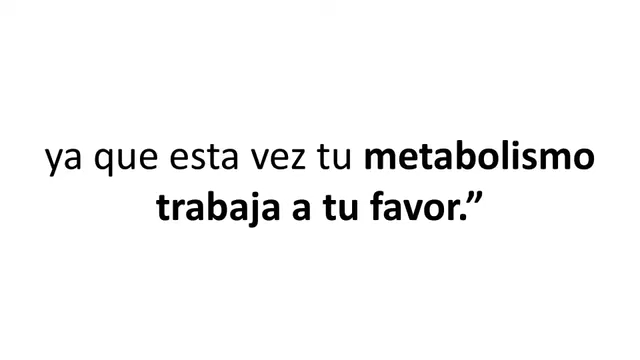 ya que esta vez tu metabolismo
trabaja a tu favor.”